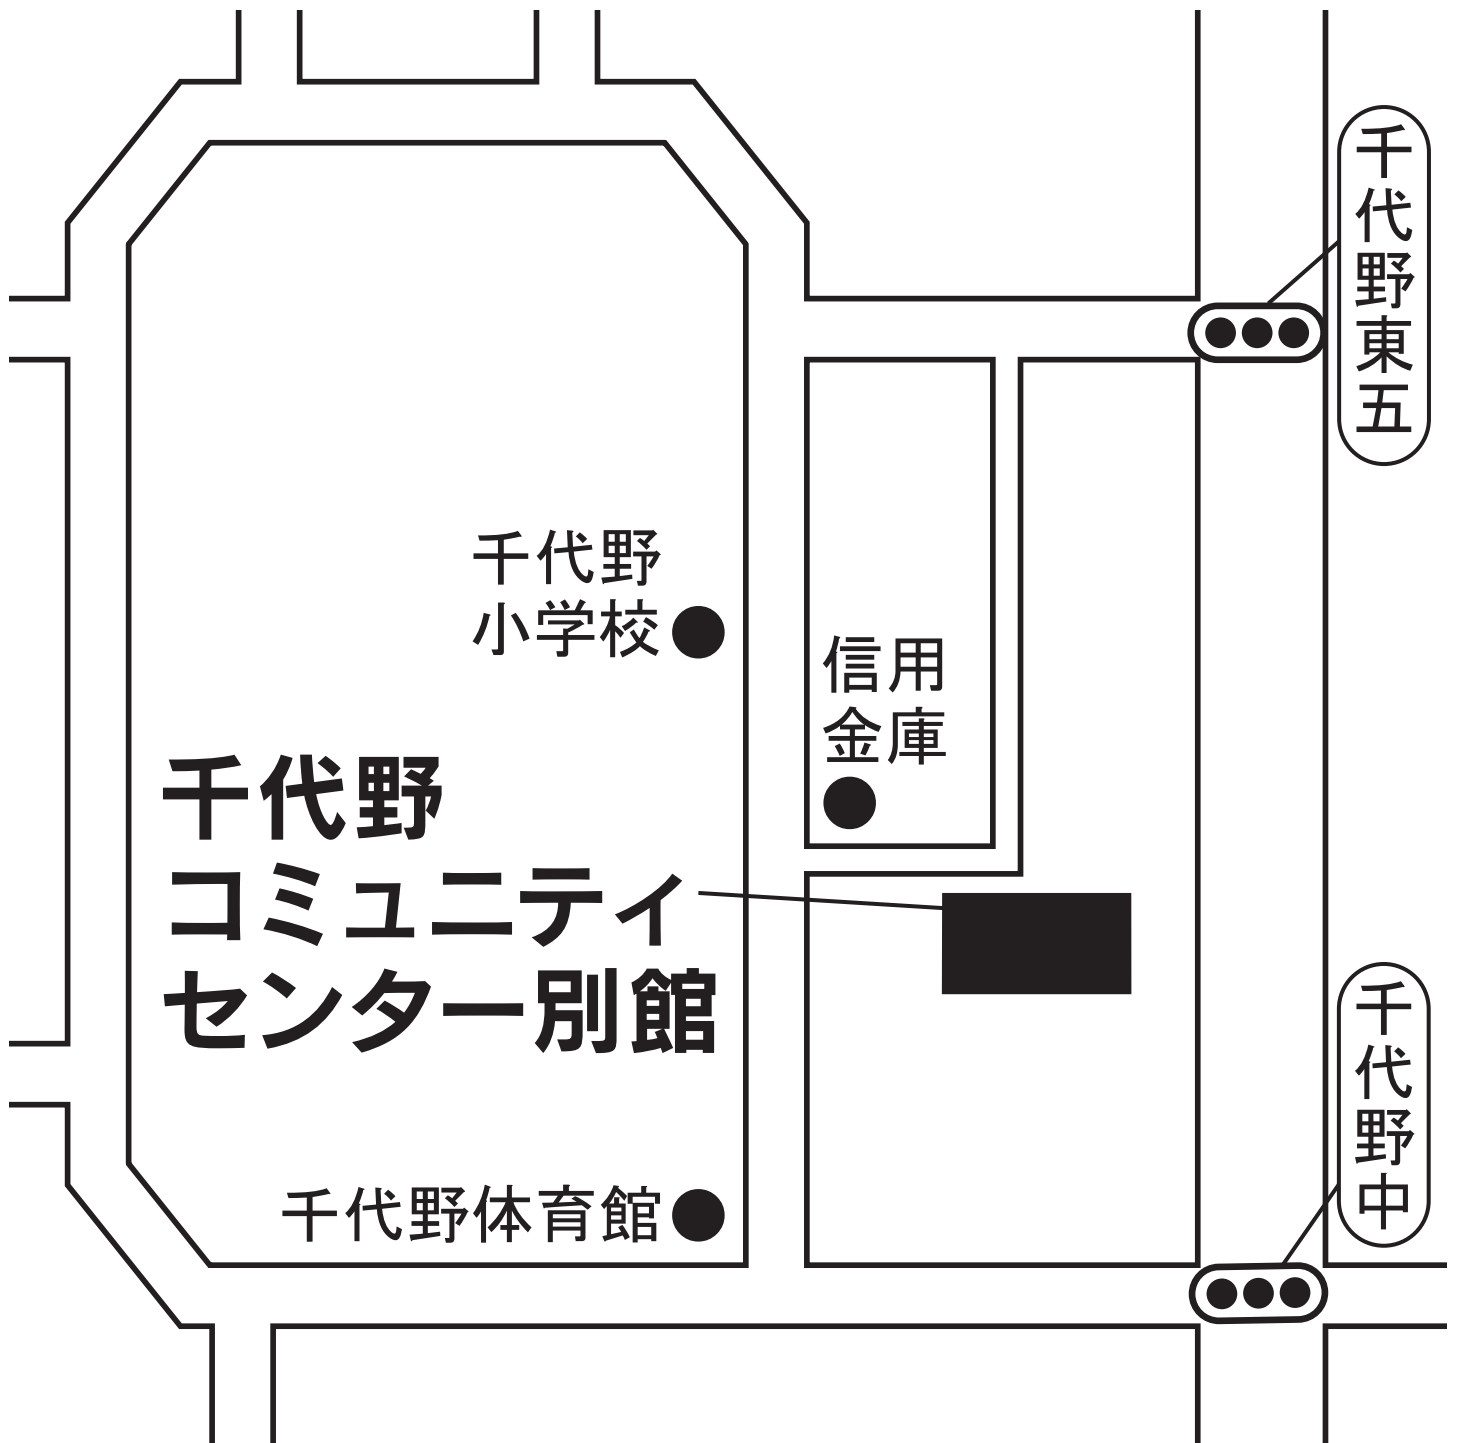 千代野東五
千代野
小学校
信用
金庫
千代野
コミュニティ
センター別館
千代野中
千代野体育館